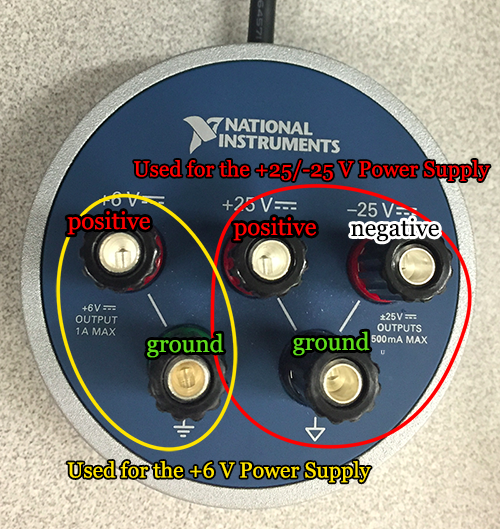 NATIONAL
INSTRUMENTS
Used for the +25/-25 V Power Supply
+6 V
+25 V
-25 V
positive
positive
negative
+6V
OUTPUT
1A MAX
±25V
OUTPUTS
500mA MAX
U
ground
ground
Used for the +6 V Power Supply